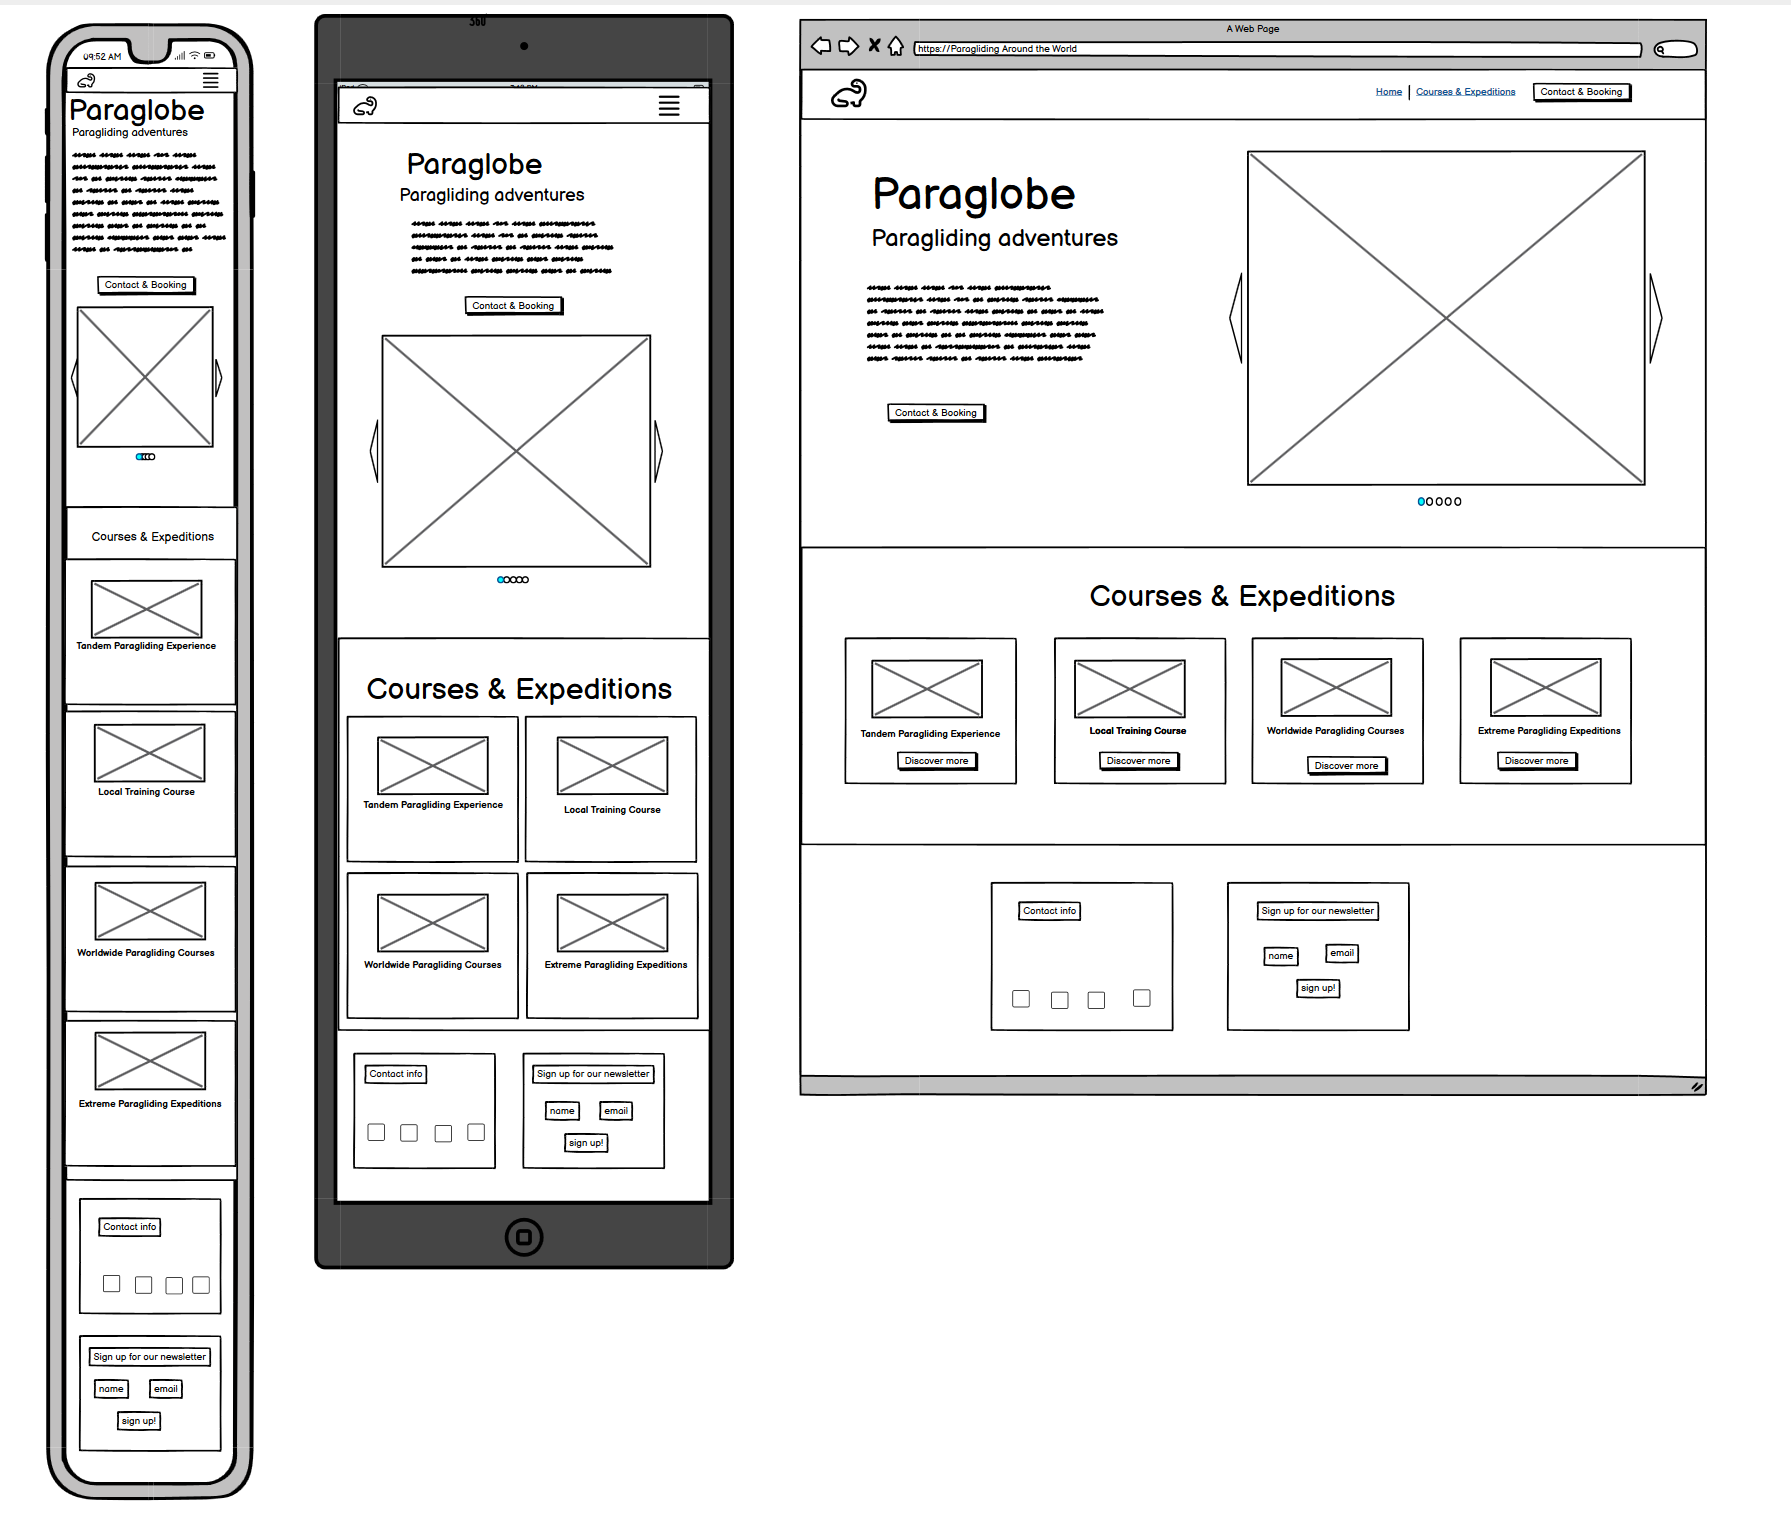 09:52 AM
Paraglobe
Paragliding adventures
Contact & Booking
Courses & Expeditions
Tandem Paragliding Experience
Local Training Course
Worldwide Paragliding Courses
Extreme Paragliding Expeditions
Contact info
Sign up for our newsletter
name
email
sign up!
Paraglobe
Paragliding adventures
Contact & Booking
Courses & Expeditions
Tandem Paragliding Experience
Local Training Course
Worldwide Paragliding Courses
Extreme Paragliding Expeditions
Contact info
Sign up for our newsletter
name
email
sign up!
A Web Page
https://Paragliding Around the World
Home
Courses & Expeditions
Contact & Booking
Paraglobe
Paragliding adventures
Contact & Booking
Courses & Expeditions
Tandem Paragliding Experience
Local Training Course
Worldwide Paragliding Courses
Extreme Paragliding Expeditions
Discover more
Discover more
Discover more
Discover more
Contact info
Sign up for our newsletter
name
email
sign up!